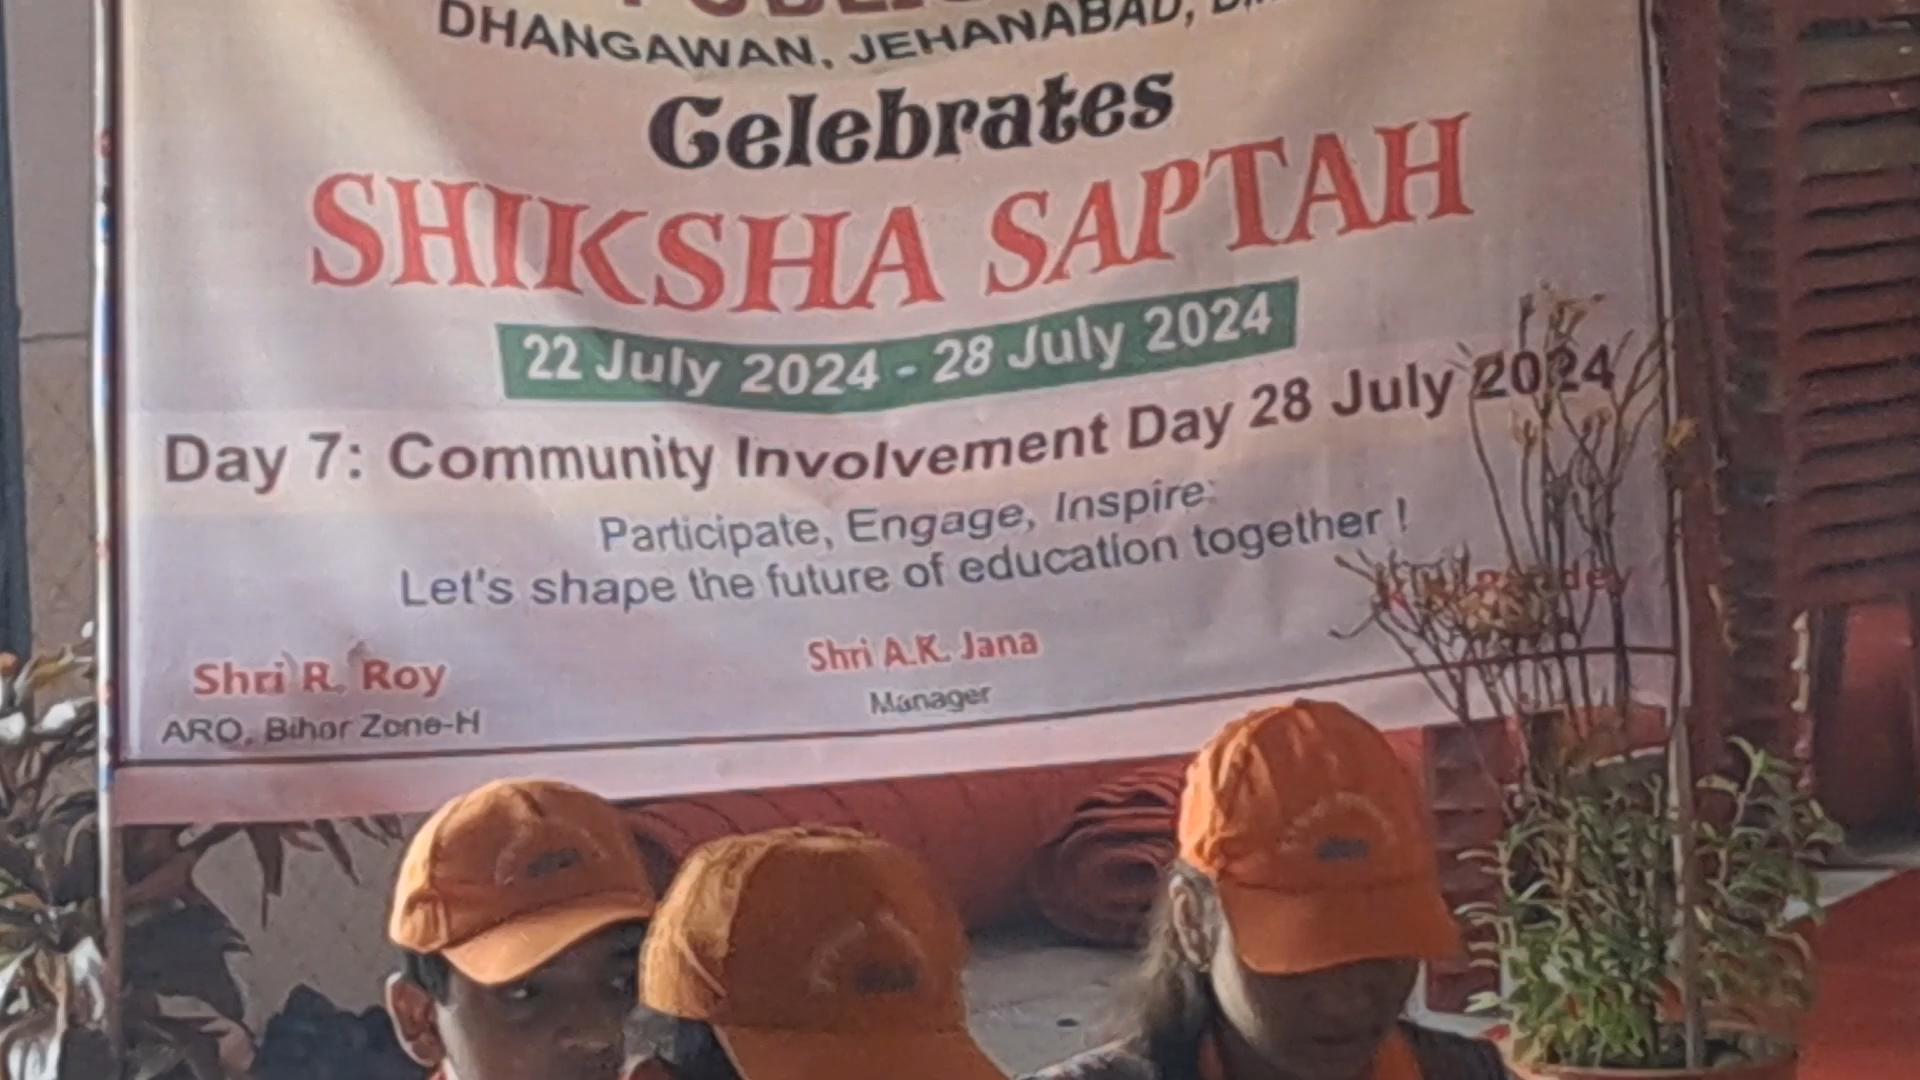 PUBLIC
DHANGAWAN, JEHANABAD,
Celebrates
SHIKSHA SAPTAH
22 July 2024 - 28 July 2024
Day 7: Community Involvement Day 28 July 2024
Participate, Engage, Inspire:
Let's shape the future of education together !
Shri R. Roy
ARO, Bihar Zone-H
Shri A.K. Jana
Manager